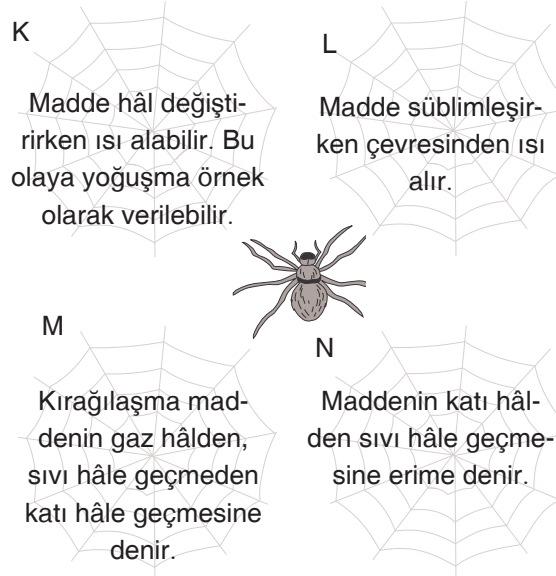 K
Madde hâl değişti-
rirken ısı alabilir. Bu
olaya yoğuşma örnek
olarak verilebilir.
L
Madde süblimleşir-
ken çevresinden ısı
alır.
M
Kırağılaşma mad-
denin gaz hâlden,
sıvı hâle geçmeden
katı hâle geçmesine
denir.
N
Maddenin katı hâl-
den sıvı hâle geçme-
sine erime denir.